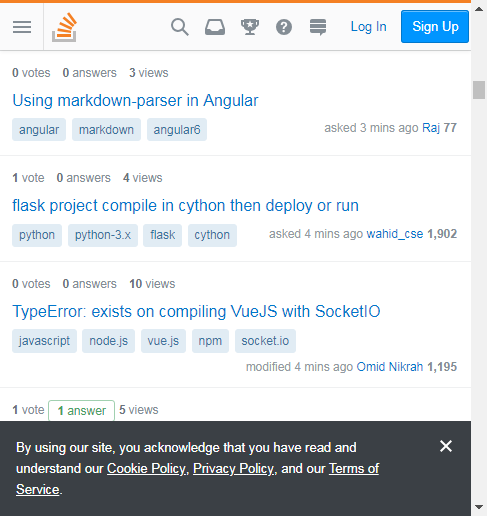 Log In
Sign Up
0 votes 0 answers 3 views
Using markdown-parser in Angular
angular markdown angular6
asked 3 mins ago Raj 77
1 vote 0 answers 4 views
flask project compile in cython then deploy or run
python python-3.x flask cython
asked 4 mins ago wahid_cse 1,902
0 votes 0 answers 10 views
TypeError: exists on compiling VueJS with SocketIO
javascript node.js vue.js npm socket.io
modified 4 mins ago Omid Nikrah 1,195
1 vote 1 answer 5 views
By using our site, you acknowledge that you have read and
understand our Cookie Policy, Privacy Policy, and our Terms of
Service.